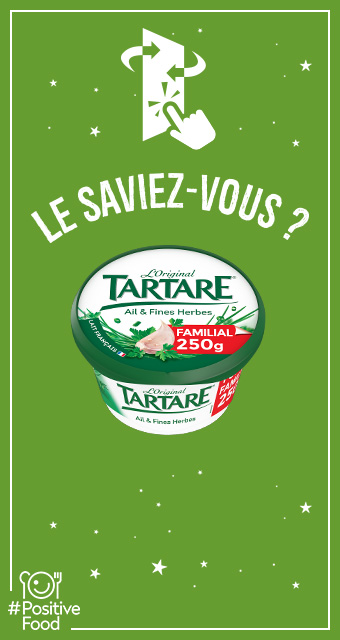 LE SAVIEZ-VOUS ?
L'Original
TARTARE
Ail & Fines Herbes
FAMILIAL
250g
LAIT FRANÇAIS
L'Original
TARTARE
Ail & Fines Herbes
#Positive
Food